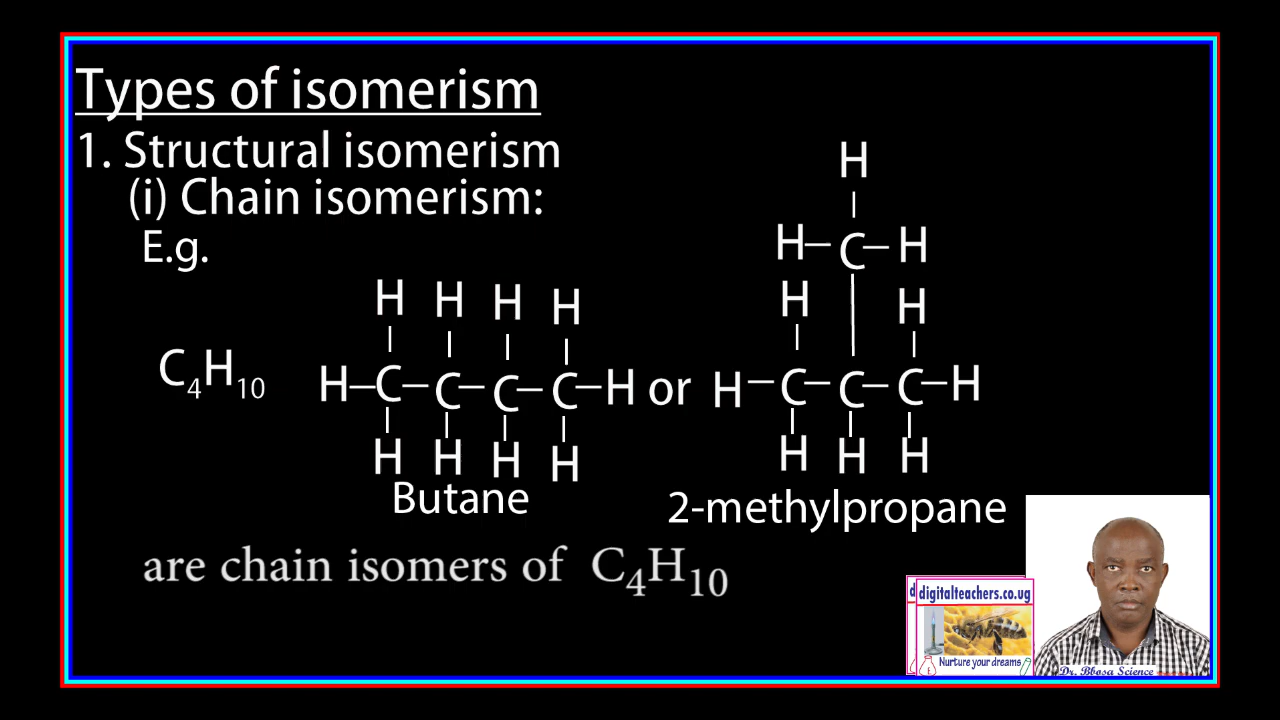 Types of isomerism
1. Structural isomerism
(i) Chain isomerism:
E.g.
H
H–C–H
H H H H
H H
C₄H₁₀
H–C–C–C–C–H or H–C–C–C–H
H H H H
H H H
Butane
2-methylpropane
are chain isomers of C₄H₁₀
digitalteachers.co.ug
Nurture your dreams
Dr. Bbosa Science